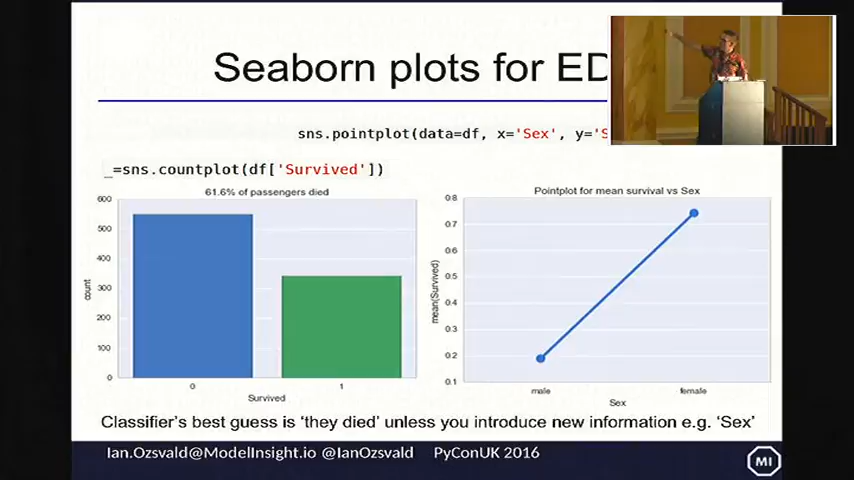 Seaborn plots for ED
sns.pointplot(data=df, x='Sex', y='S
_=sns.countplot(df['Survived'])
61.6% of passengers died
600
500
400
300
200
100
0
count
0
1
Survived
Pointplot for mean survival vs Sex
0.8
0.7
0.6
0.5
0.4
0.3
0.2
0.1
mean(Survived)
male
female
Sex
Classifier's best guess is 'they died' unless you introduce new information e.g. 'Sex'
Ian.Ozsvald@ModelInsight.io @IanOzsvald PyConUK 2016
MI